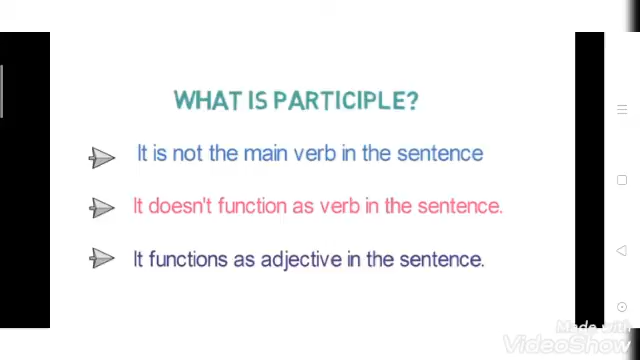 WHAT IS PARTICIPLE?
It is not the main verb in the sentence
It doesn't function as verb in the sentence.
It functions as adjective in the sentence.
Made with
VideoShow